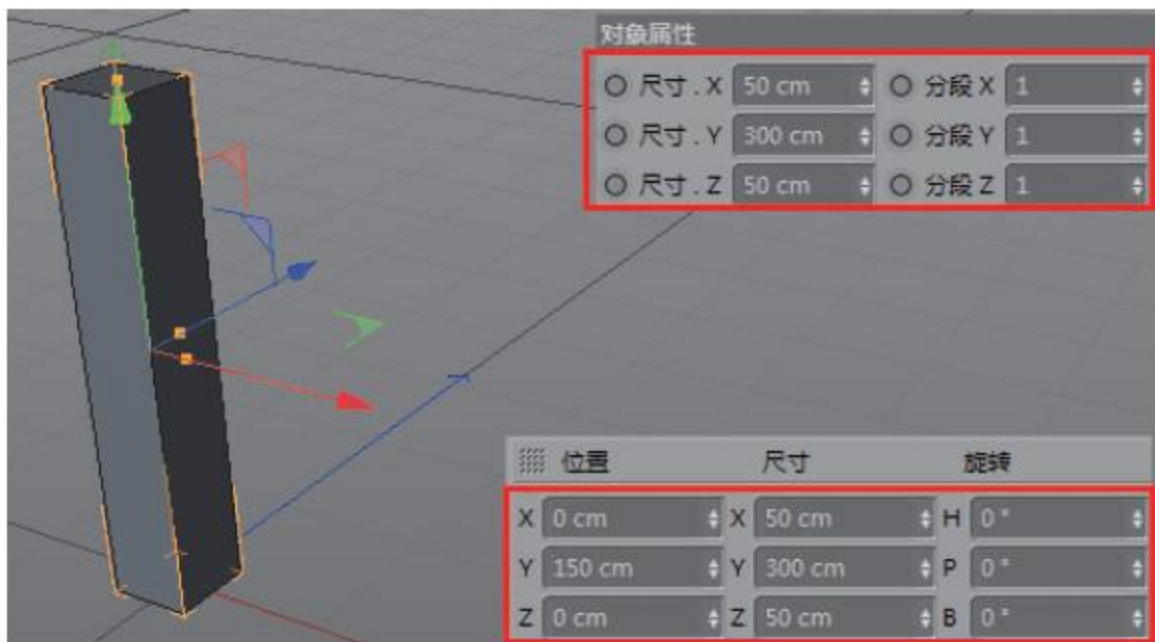 对象属性
尺寸 . X 50 cm 分段 X 1
尺寸 . Y 300 cm 分段 Y 1
尺寸 . Z 50 cm 分段 Z 1
位置 尺寸 旋转
X 0 cm X 50 cm H 0 °
Y 150 cm Y 300 cm P 0 °
Z 0 cm Z 50 cm B 0 °